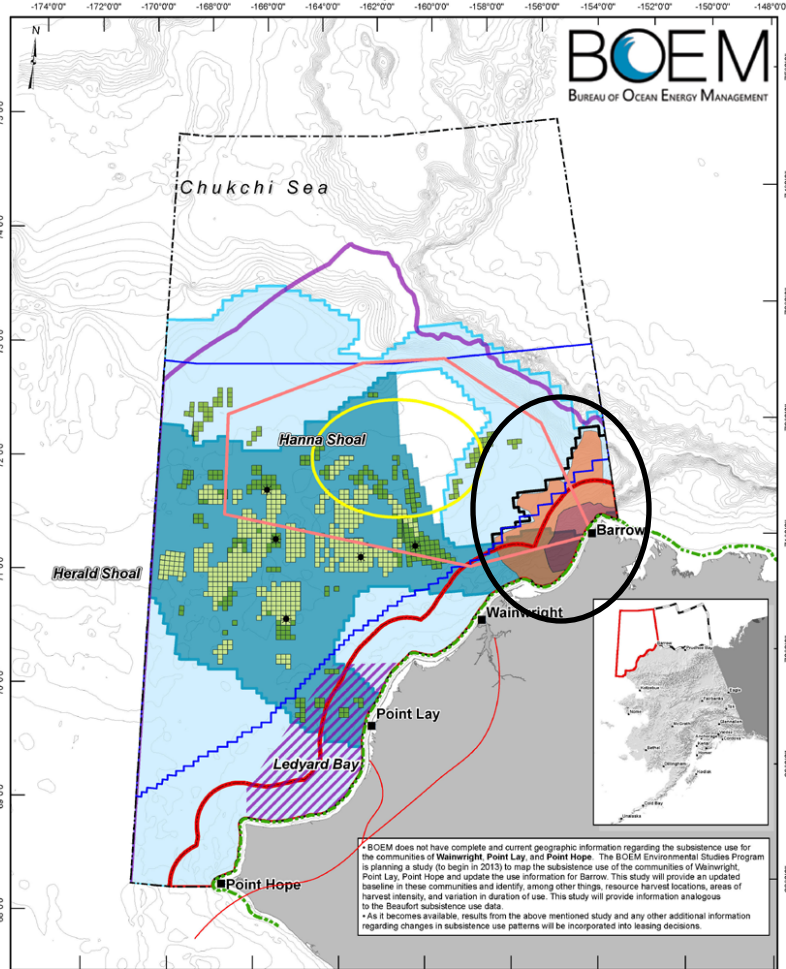 -174°0'0" -172°0'0" -170°0'0" -168°0'0" -166°0'0" -164°0'0" -162°0'0" -160°0'0" -158°0'0" -156°0'0" -154°0'0" -152°0'0" -150°0'0" -148°0'0"
N
BOEM
BUREAU OF OCEAN ENERGY MANAGEMENT
Chukchi Sea
Hanna Shoal
Barrow
Herald Shoal
Wainwright
Point Lay
Ledyard Bay
Point Hope
• BOEM does not have complete and current geographic information regarding the subsistence use for
the communities of Wainwright, Point Lay, and Point Hope. The BOEM Environmental Studies Program
is planning a study (to begin in 2013) to map the subsistence use of the communities of Wainwright,
Point Lay, Point Hope and update the use information for Barrow. This study will provide an updated
baseline in these communities and identify, among other things, resource harvest locations, areas of
harvest intensity, and variation in duration of use. This study will provide information analogous
to the Beaufort subsistence use data.
• As it becomes available, results from the above mentioned study and any other additional information
regarding changes in subsistence use patterns will be incorporated into leasing decisions.